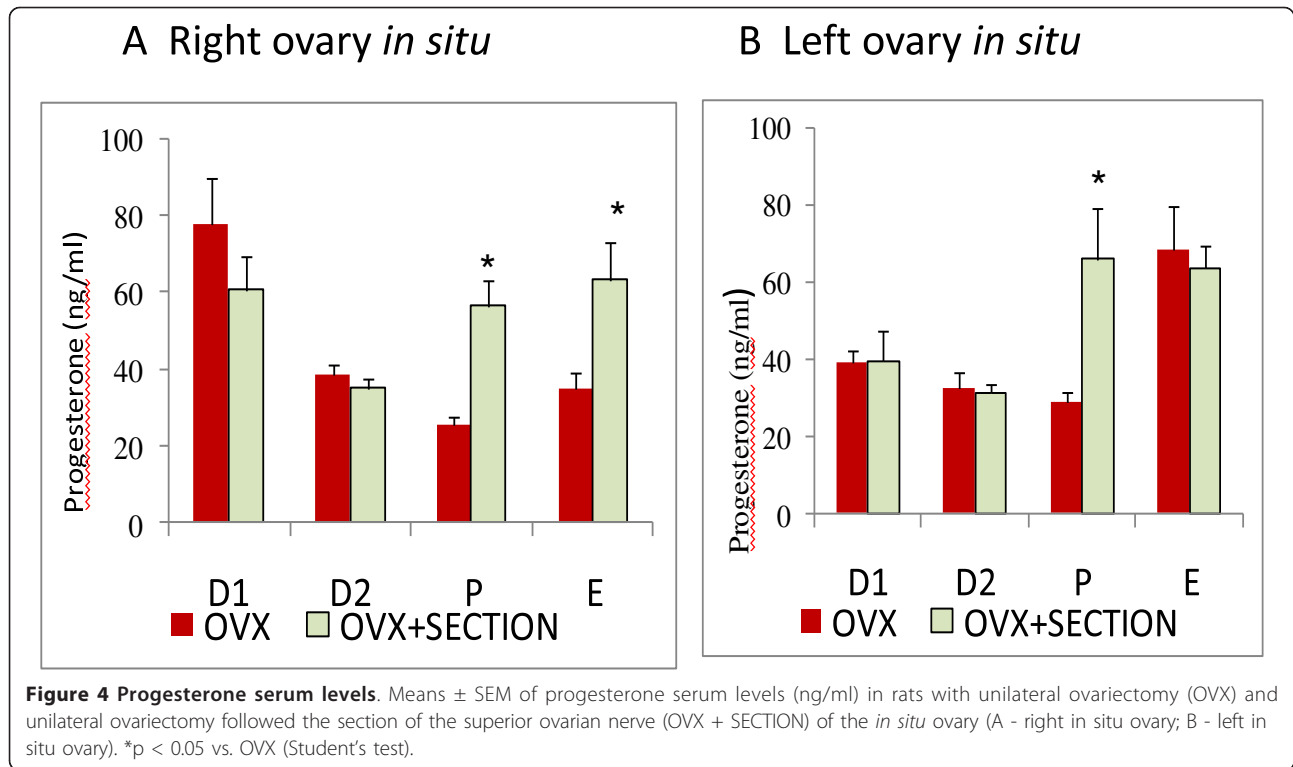 A Right ovary in situ
B Left ovary in situ
Progesterone (ng/ml)
100
80
60
40
20
0
D1 D2 P E
* *
OVX OVX+SECTION
Progesterone (ng/ml)
100
80
60
40
20
0
D1 D2 P E
*
OVX OVX+SECTION
Figure 4 Progesterone serum levels. Means ± SEM of progesterone serum levels (ng/ml) in rats with unilateral ovariectomy (OVX) and
unilateral ovariectomy followed the section of the superior ovarian nerve (OVX + SECTION) of the in situ ovary (A - right in situ ovary; B - left in
situ ovary). *p < 0.05 vs. OVX (Student's test).